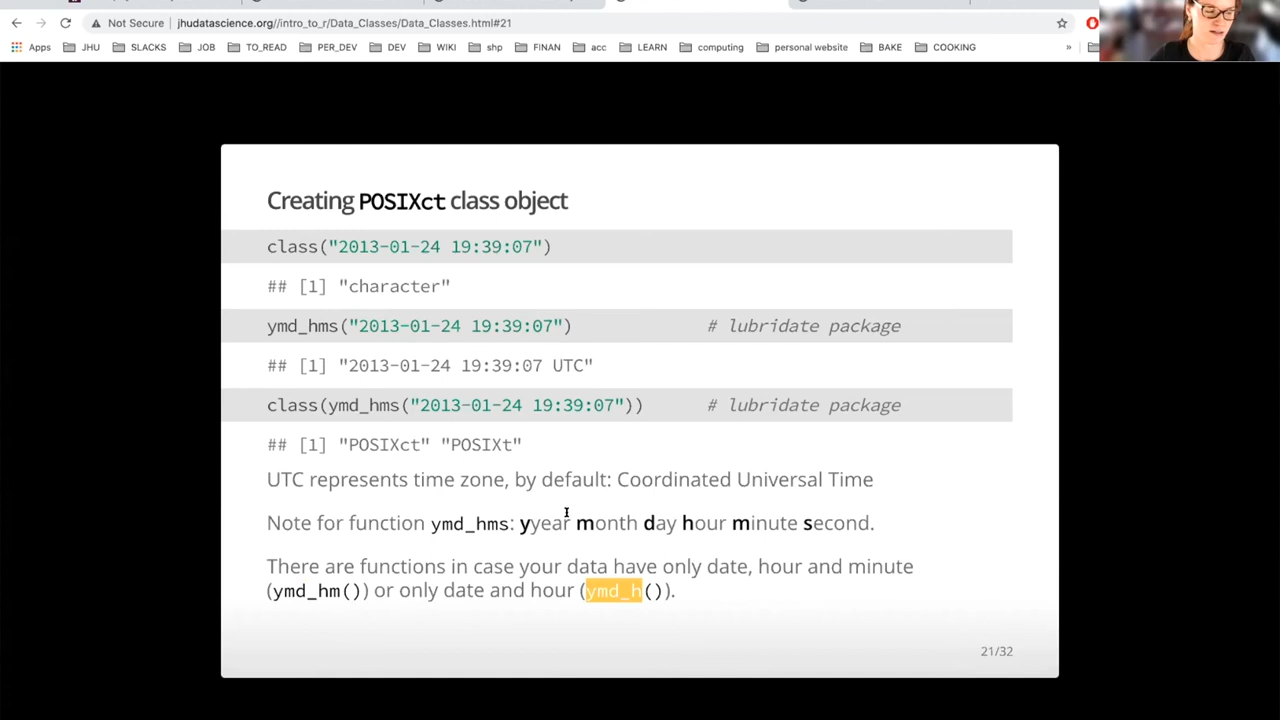 Not Secure | jhudatascience.org//intro_to_r/Data_Classes/Data_Classes.html#21
Apps JHU SLACKS JOB TO_READ PER_DEV DEV WIKI shp FINAN acc LEARN computing personal website BAKE COOKING »
Creating POSIXct class object
class("2013-01-24 19:39:07")
## [1] "character"
ymd_hms("2013-01-24 19:39:07") # lubridate package
## [1] "2013-01-24 19:39:07 UTC"
class(ymd_hms("2013-01-24 19:39:07")) # lubridate package
## [1] "POSIXct" "POSIXt"
UTC represents time zone, by default: Coordinated Universal Time
Note for function ymd_hms: yyear month day hour minute second.
There are functions in case your data have only date, hour and minute
(ymd_hm()) or only date and hour (ymd_h()).
21/32